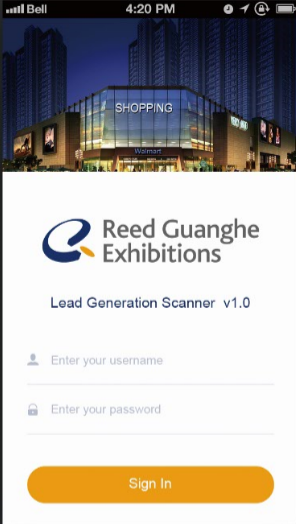 Bell
4:20 PM
SHOPPING
Walmart
Reed Guanghe
Exhibitions
Lead Generation Scanner v1.0
Enter your username
Enter your password
Sign In